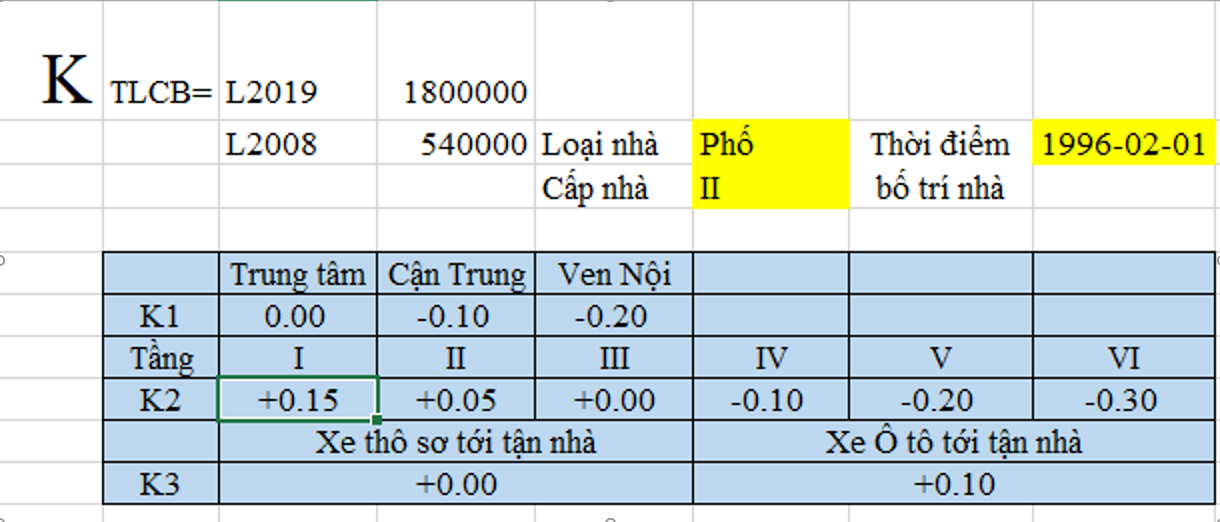 K TLCB= L2019 1800000
L2008 540000 Loại nhà Phố Thời điểm 1996-02-01
Cấp nhà II bố trí nhà
Trung tâm Cận Trung Ven Nội
K1 0.00 -0.10 -0.20
Tầng I II III IV V VI
K2 +0.15 +0.05 +0.00 -0.10 -0.20 -0.30
Xe thô sơ tới tận nhà Xe Ô tô tới tận nhà
K3 +0.00 +0.10